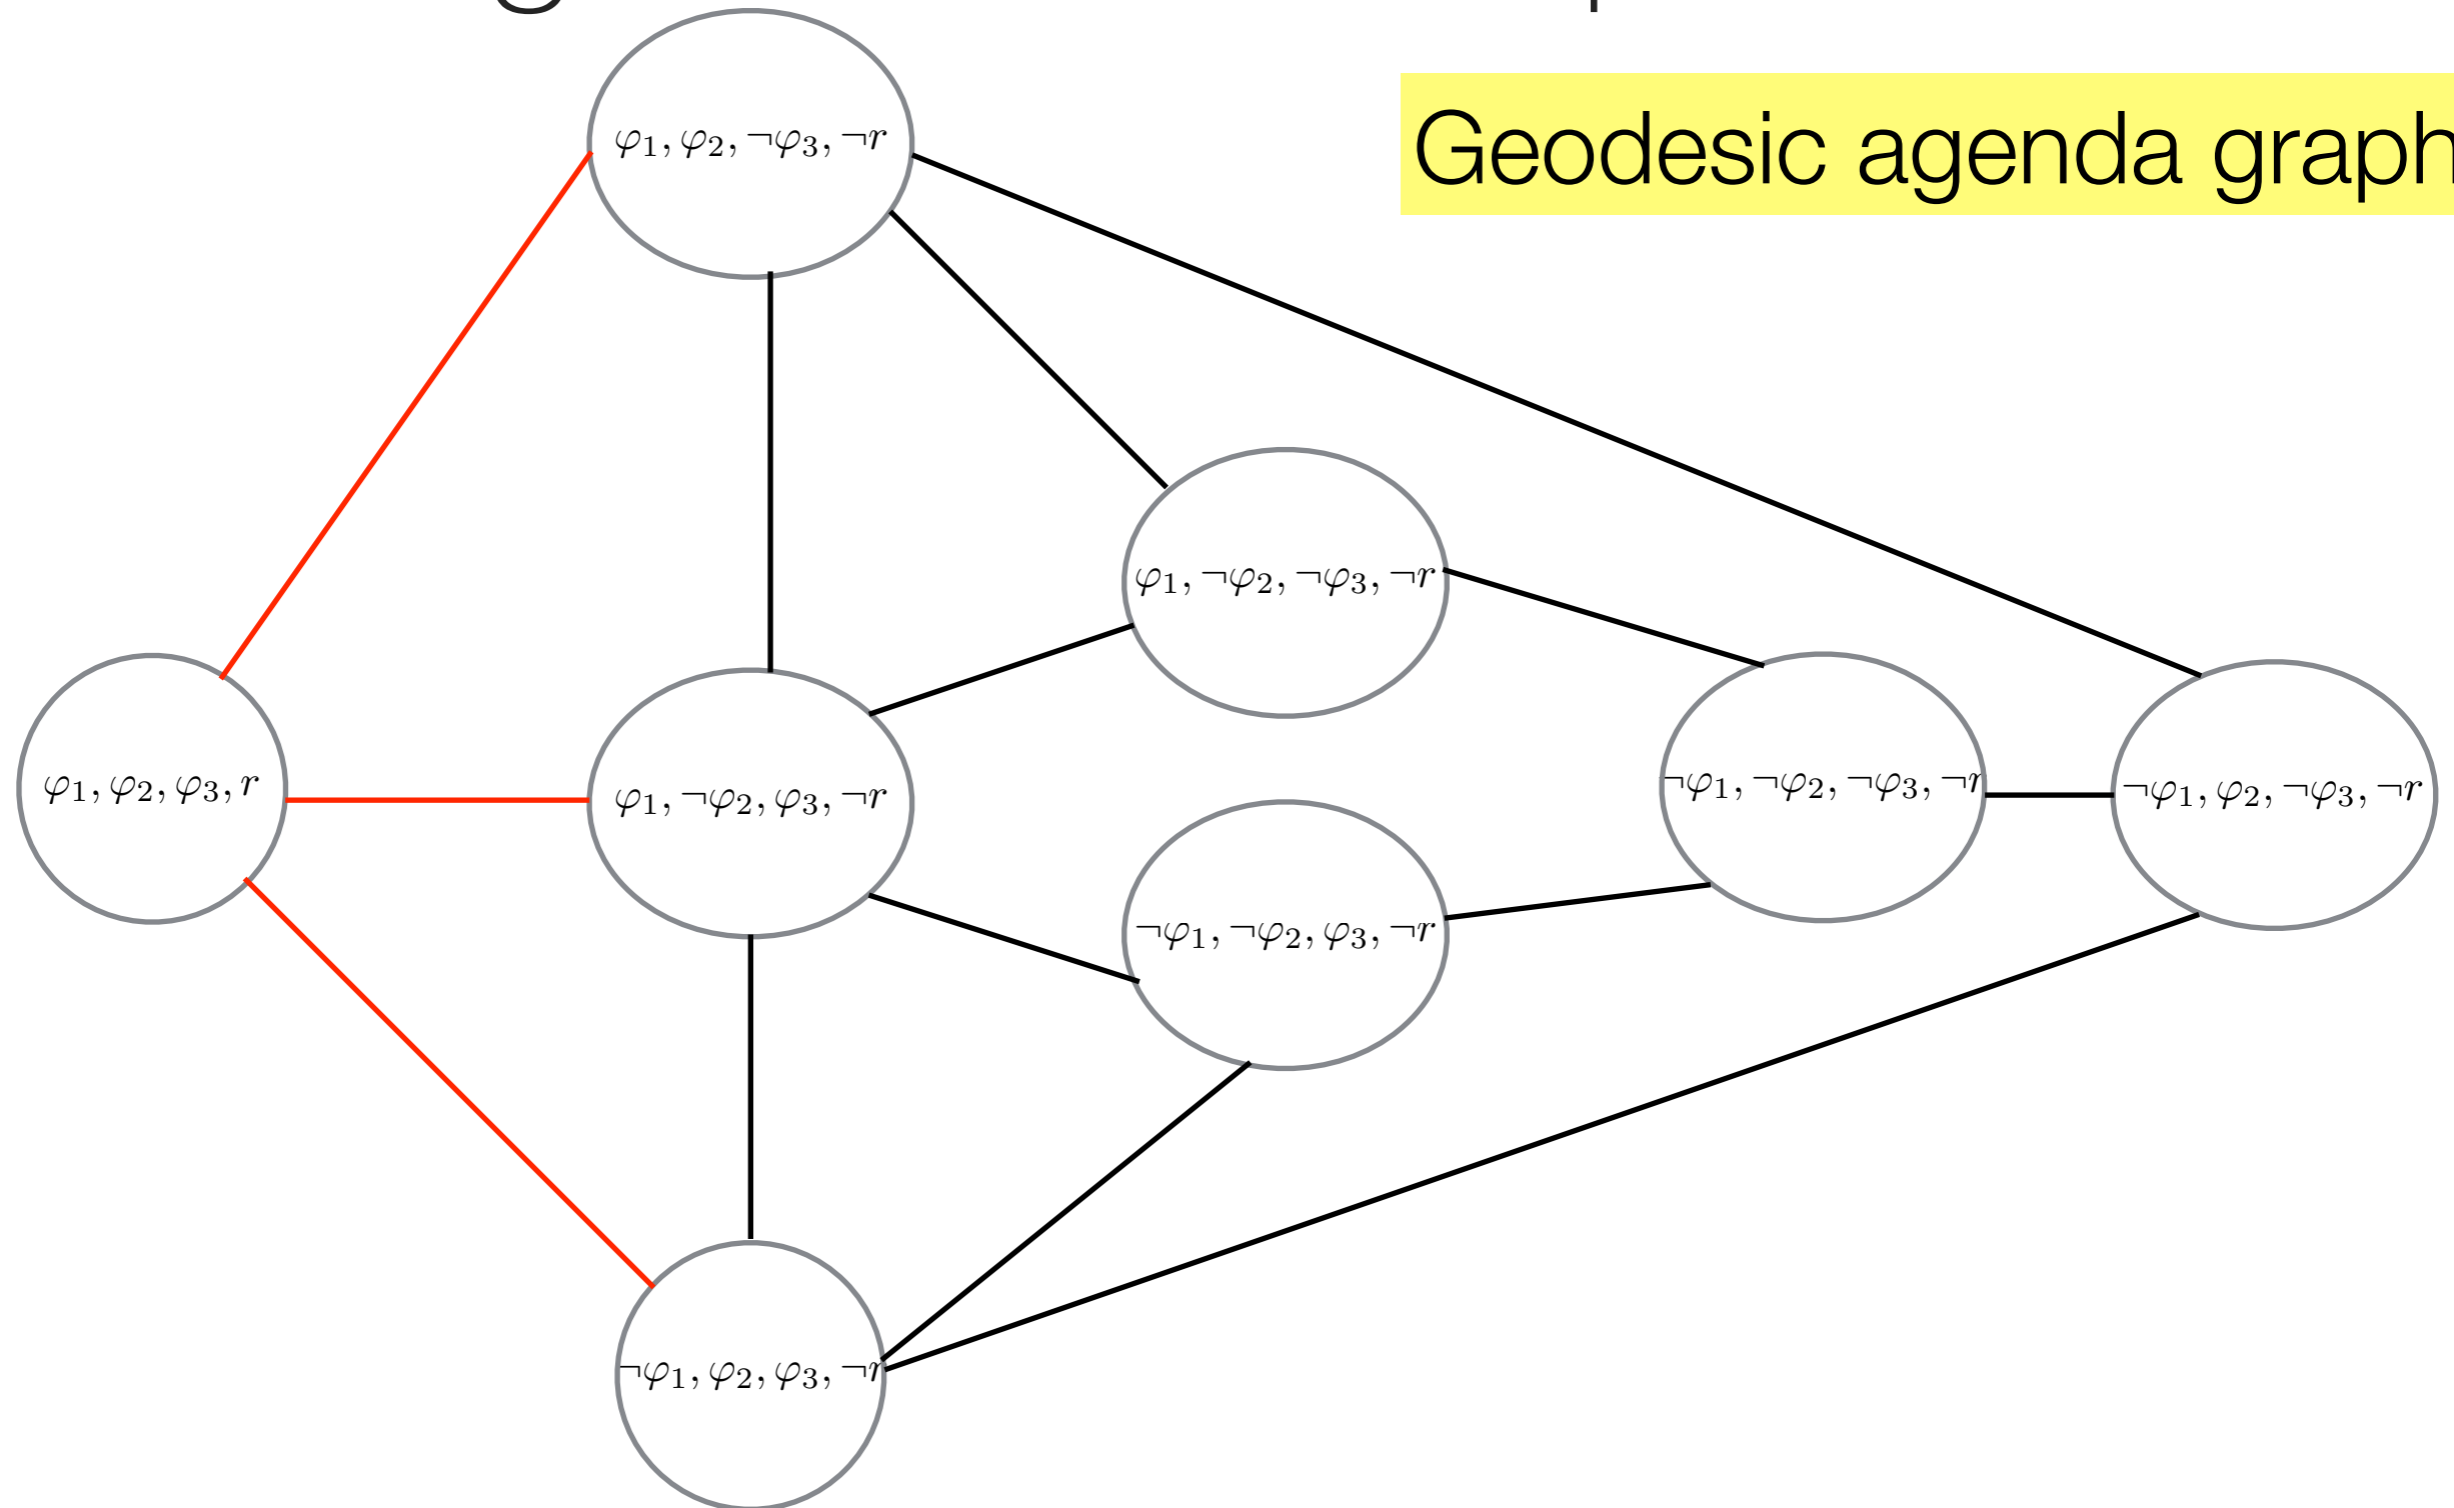 φ₁, φ₂, ¬φ₃, ¬r
Geodesic agenda graph
φ₁, ¬φ₂, ¬φ₃, ¬r
φ₁, φ₂, φ₃, r
φ₁, ¬φ₂, φ₃, ¬r
¬φ₁, ¬φ₂, ¬φ₃, ¬r
¬φ₁, φ₂, ¬φ₃, ¬r
¬φ₁, ¬φ₂, φ₃, ¬r
¬φ₁, φ₂, φ₃, ¬r